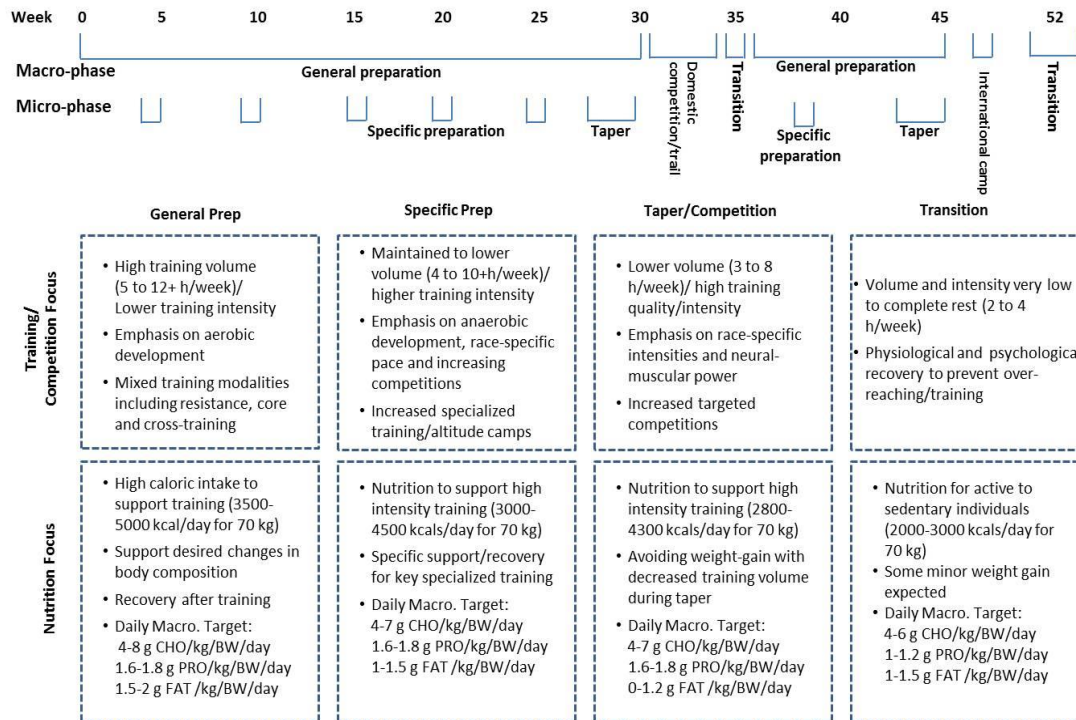 Week 0 5 10 15 20 25 30 35 40 45 52
Macro-phase
General preparation
Domestic
competition/trail
Transition
General preparation
International camp
Transition
Micro-phase
Specific preparation
Taper
Specific
preparation
Taper
General Prep
Specific Prep
Taper/Competition
Transition
Training/
Competition Focus
• High training volume
(5 to 12+ h/week)/
Lower training intensity
• Emphasis on aerobic
development
• Mixed training modalities
including resistance, core
and cross-training
• Maintained to lower
volume (4 to 10+h/week)/
higher training intensity
• Emphasis on anaerobic
development, race-specific
pace and increasing
competitions
• Increased specialized
training/altitude camps
• Lower volume (3 to 8
h/week)/ high training
quality/intensity
• Emphasis on race-specific
intensities and neural-
muscular power
• Increased targeted
competitions
• Volume and intensity very low
to complete rest (2 to 4
h/week)
• Physiological and psychological
recovery to prevent over-
reaching/training
Nutrition Focus
• High caloric intake to
support training (3500-
5000 kcal/day for 70 kg)
• Support desired changes in
body composition
• Recovery after training
• Daily Macro. Target:
4-8 g CHO/kg/BW/day
1.6-1.8 g PRO/kg/BW/day
1.5-2 g FAT /kg/BW/day
• Nutrition to support high
intensity training (3000-
4500 kcals/day for 70 kg)
• Specific support/recovery
for key specialized training
• Daily Macro. Target:
4-7 g CHO/kg/BW/day
1.6-1.8 g PRO/kg/BW/day
1-1.5 g FAT /kg/BW/day
• Nutrition to support high
intensity training (2800-
4300 kcals/day for 70 kg)
• Avoiding weight-gain with
decreased training volume
during taper
• Daily Macro. Target:
4-7 g CHO/kg/BW/day
1.6-1.8 g PRO/kg/BW/day
0-1.2 g FAT /kg/BW/day
• Nutrition for active to
sedentary individuals
(2000-3000 kcals/day for
70 kg)
• Some minor weight gain
expected
• Daily Macro. Target:
4-6 g CHO/kg/BW/day
1-1.2 g PRO/kg/BW/day
1-1.5 g FAT /kg/BW/day